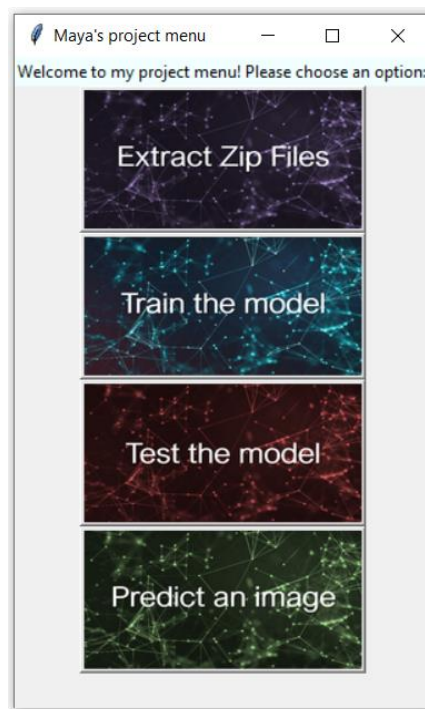 Maya's project menu
Welcome to my project menu! Please choose an option:
Extract Zip Files
Train the model
Test the model
Predict an image